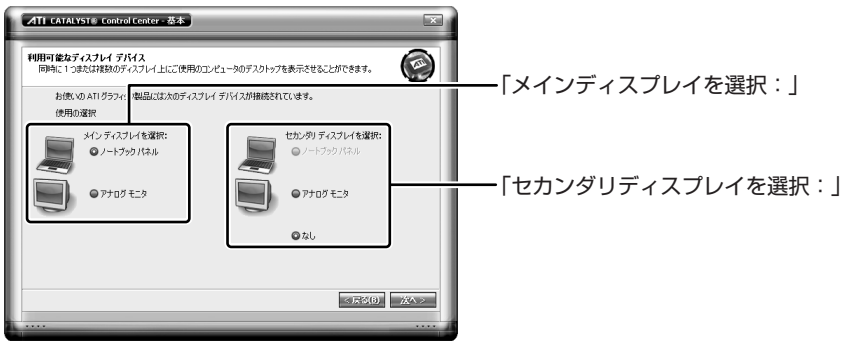 ATI CATALYST® Control Center - 基本
利用可能なディスプレイ デバイス
同時に 1 つまたは複数のディスプレイ上にご使用のコンピュータのデスクトップを表示させることができます。
お使いの ATI グラフィック製品には次のディスプレイ デバイスが接続されています。
使用の選択
メイン ディスプレイを選択:
ノートブック パネル
アナログ モニタ
セカンダリ ディスプレイを選択:
ノートブック パネル
アナログ モニタ
なし
< 戻る(B)
次へ >
「メインディスプレイを選択：」
「セカンダリディスプレイを選択：」